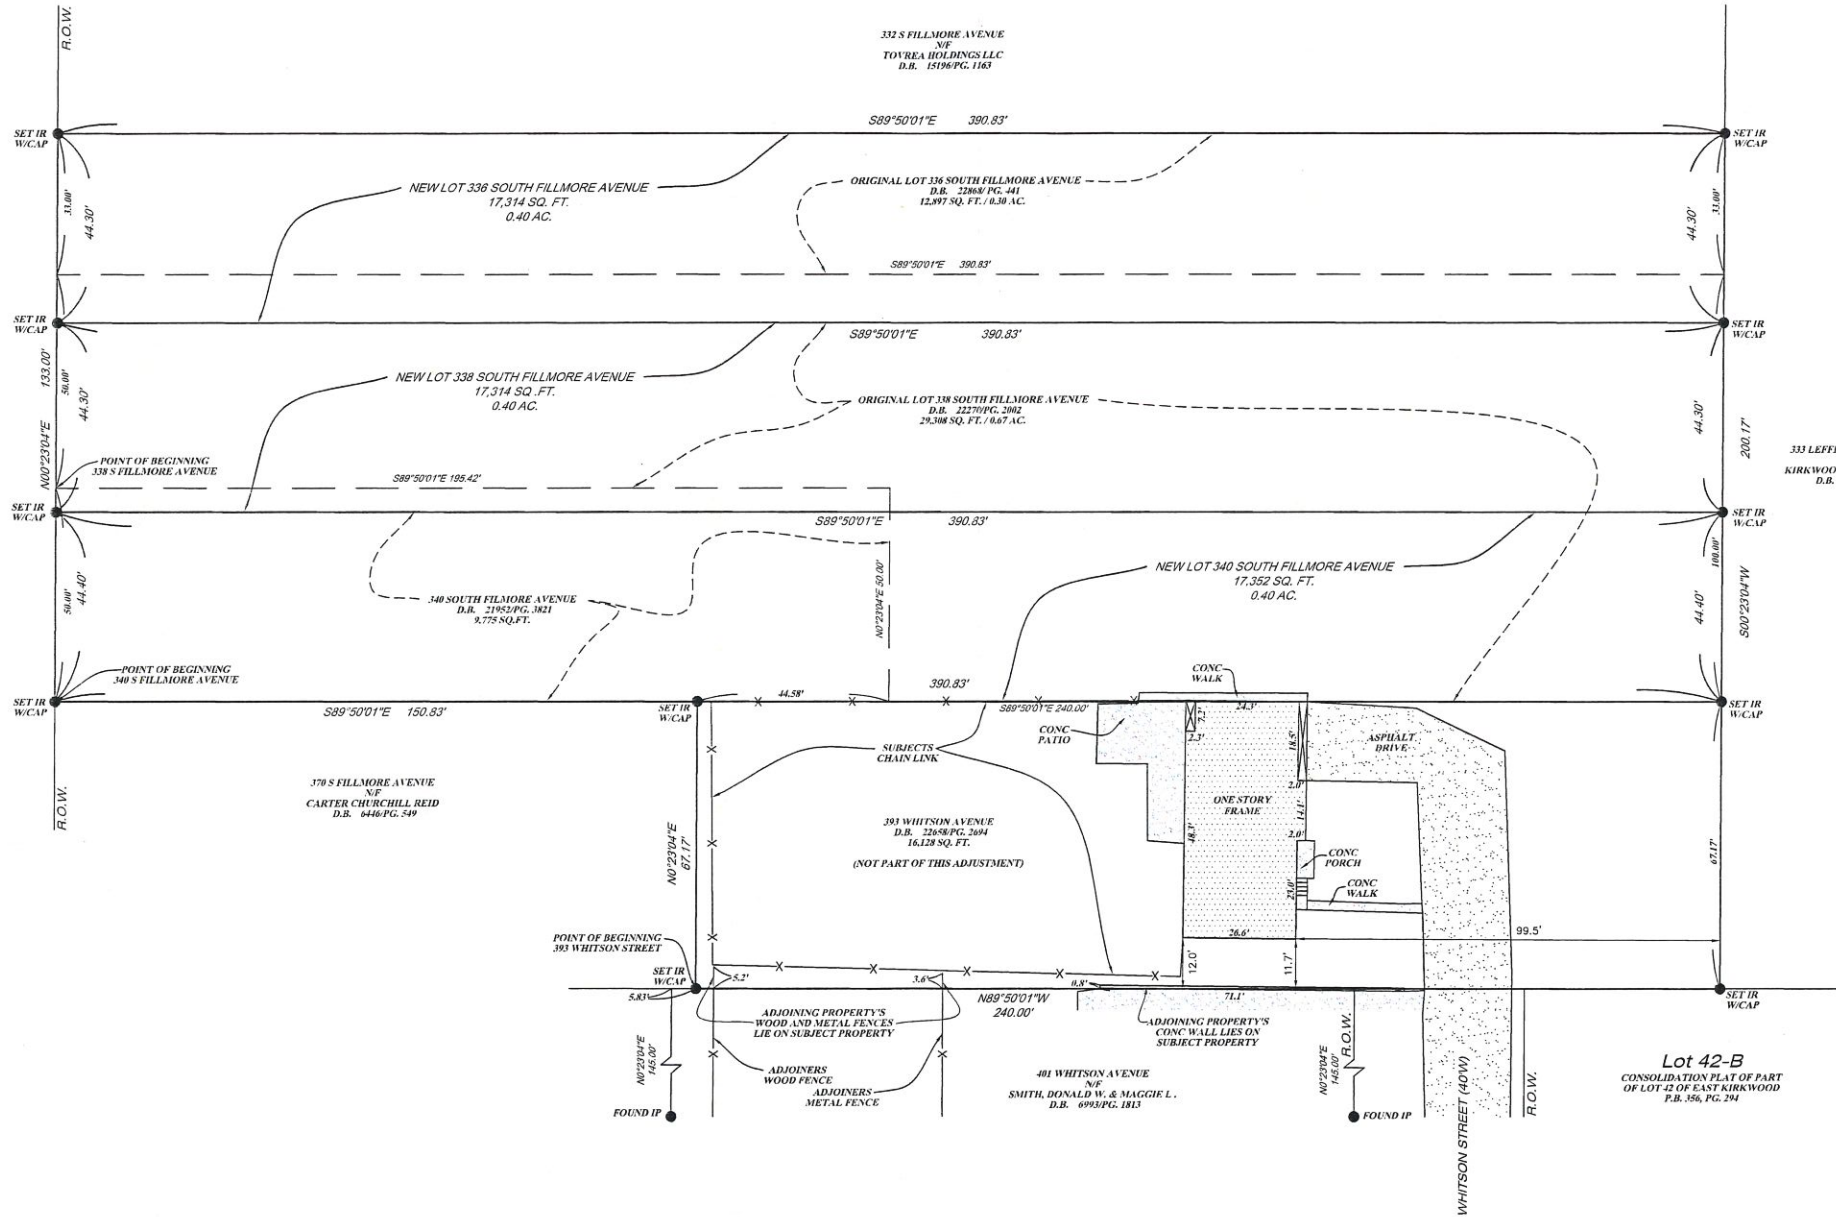 R.O.W.
332 S FILLMORE AVENUE
N/F
TOVREA HOLDINGS LLC
D.B. 15196/PG. 1163
S89°50'01"E 390.83'
SET IR
W/CAP
SET IR
W/CAP
33.00'
44.30'
NEW LOT 336 SOUTH FILLMORE AVENUE
17,314 SQ. FT.
0.40 AC.
ORIGINAL LOT 336 SOUTH FILLMORE AVENUE
D.B. 22868/ PG. 441
12,897 SQ. FT. / 0.30 AC.
44.30'
33.00'
S89°50'01"E 390.83'
SET IR
W/CAP
S89°50'01"E 390.83'
SET IR
W/CAP
N00°23'04"E 133.00'
50.00'
44.30'
NEW LOT 338 SOUTH FILLMORE AVENUE
17,314 SQ .FT.
0.40 AC.
ORIGINAL LOT 338 SOUTH FILLMORE AVENUE
D.B. 22270/PG. 2002
29,308 SQ. FT. / 0.67 AC.
44.30'
200.17'
333 LEFF
KIRKWOO
D.B.
POINT OF BEGINNING
338 S FILLMORE AVENUE
S89°50'01"E 195.42'
SET IR
W/CAP
S89°50'01"E 390.83'
SET IR
W/CAP
50.00'
44.40'
340 SOUTH FILMORE AVENUE
D.B. 21952/PG. 3821
9,775 SQ.FT.
N0°23'04"E 50.00'
NEW LOT 340 SOUTH FILLMORE AVENUE
17,352 SQ. FT.
0.40 AC.
44.40'
100.00'
S00°23'04"W
POINT OF BEGINNING
340 S FILLMORE AVENUE
SET IR
W/CAP
S89°50'01"E 150.83'
SET IR
W/CAP
44.58'
390.83'
S89°50'01"E 240.00'
CONC
WALK
24.3'
SET IR
W/CAP
CONC
PATIO
7.2'
2.3'
18.5'
ASPHALT
DRIVE
SUBJECTS
CHAIN LINK
2.0'
ONE STORY
FRAME
14.1'
2.0'
48.3'
R.O.W.
370 S FILLMORE AVENUE
N/F
CARTER CHURCHILL REID
D.B. 6446/PG. 549
N0°23'04"E
67.17'
393 WHITSON AVENUE
D.B. 22658/PG. 2694
16,128 SQ. FT.
(NOT PART OF THIS ADJUSTMENT)
CONC
PORCH
CONC
WALK
23.0'
67.17'
26.6'
99.5'
POINT OF BEGINNING
393 WHITSON STREET
SET IR
W/CAP
5.83'
5.2'
3.6'
12.0'
11.7'
0.8'
71.1'
N89°50'01"W
240.00'
SET IR
W/CAP
ADJOINING PROPERTY'S
WOOD AND METAL FENCES
LIE ON SUBJECT PROPERTY
ADJOINING PROPERTY'S
CONC WALL LIES ON
SUBJECT PROPERTY
N0°23'04"E
145.00'
ADJOINERS
WOOD FENCE
ADJOINERS
METAL FENCE
401 WHITSON AVENUE
N/F
SMITH, DONALD W. & MAGGIE L .
D.B. 6993/PG. 1813
R.O.W.
N0°23'04"E
145.00'
FOUND IP
FOUND IP
WHITSON STREET (40'W)
R.O.W.
Lot 42-B
CONSOLIDATION PLAT OF PART
OF LOT 42 OF EAST KIRKWOOD
P.B. 356, PG. 294